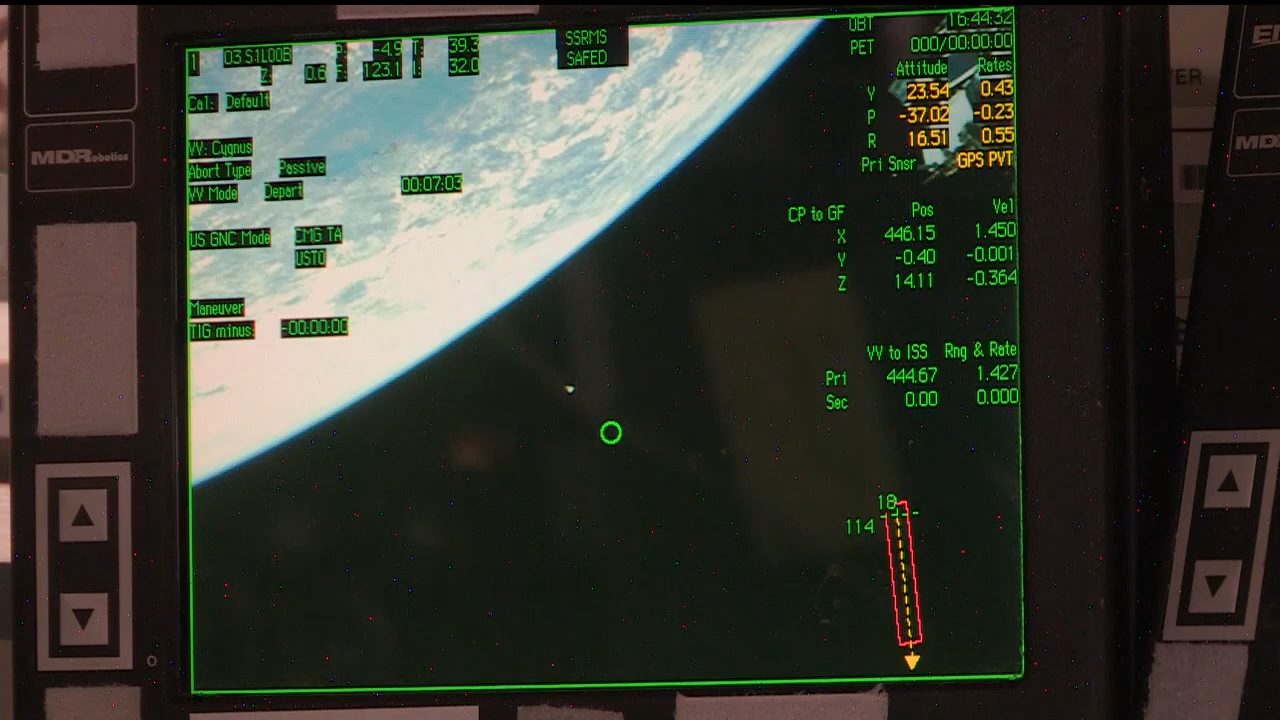 1 03 S1LOOB P: -4.9 T: 39.3
Z: 0.6 F: 123.1 I: 32.0
SSRMS
SAFED
Cal: Default
VV: Cygnus
Abort Type Passive
VV Mode Depart
00:07:03
US GNC Mode CMG TA
USTO
Maneuver
TIG minus: -00:00:00
OBT 16:44:32
PET 000/00:00:00
Attitude Rates
Y 23.54 0.43
P -37.02 -0.23
R 16.51 0.55
Pri Snsr GPS PVT
CP to GF Pos Vel
X 446.15 1.450
Y -0.40 -0.001
Z 14.11 -0.364
VV to ISS Rng & Rate
Pri 444.67 1.427
Sec 0.00 0.000
18
114
MDRobotics